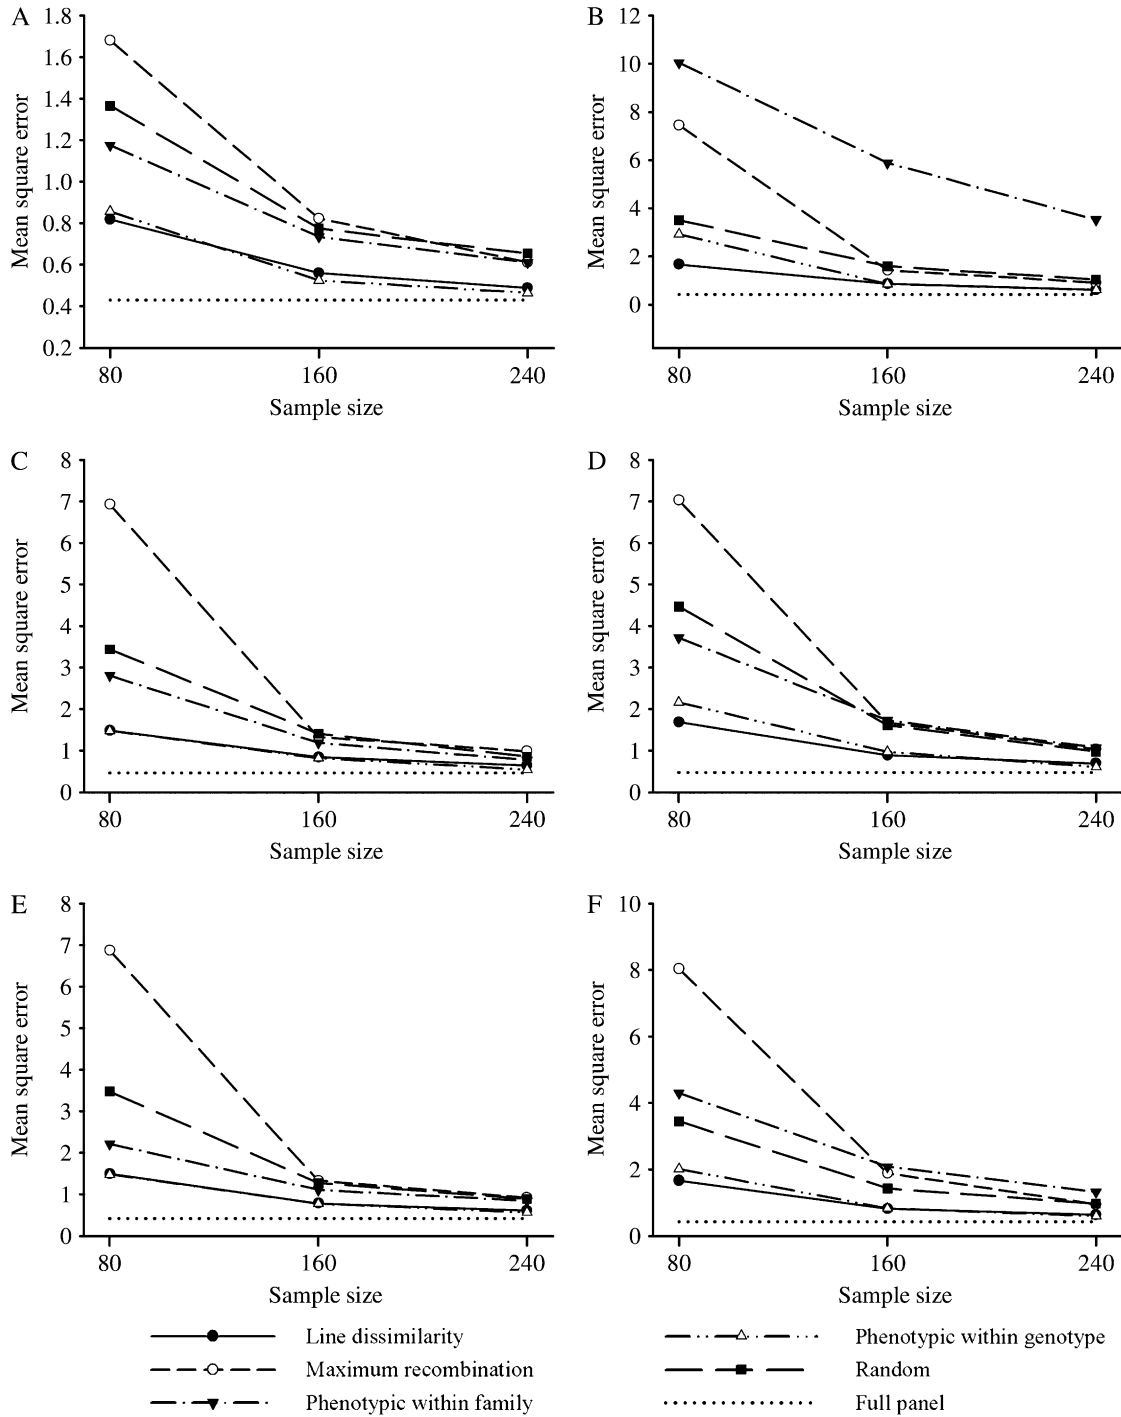 A
1.8
1.6
1.4
1.2
1.0
0.8
0.6
0.4
0.2
Mean square error
80 160 240
Sample size
B
12
10
8
6
4
2
0
Mean square error
80 160 240
Sample size
C
8
7
6
5
4
3
2
1
0
Mean square error
80 160 240
Sample size
D
8
7
6
5
4
3
2
1
0
Mean square error
80 160 240
Sample size
E
8
7
6
5
4
3
2
1
0
Mean square error
80 160 240
Sample size
F
10
8
6
4
2
0
Mean square error
80 160 240
Sample size
Line dissimilarity
Maximum recombination
Phenotypic within family
Phenotypic within genotype
Random
Full panel